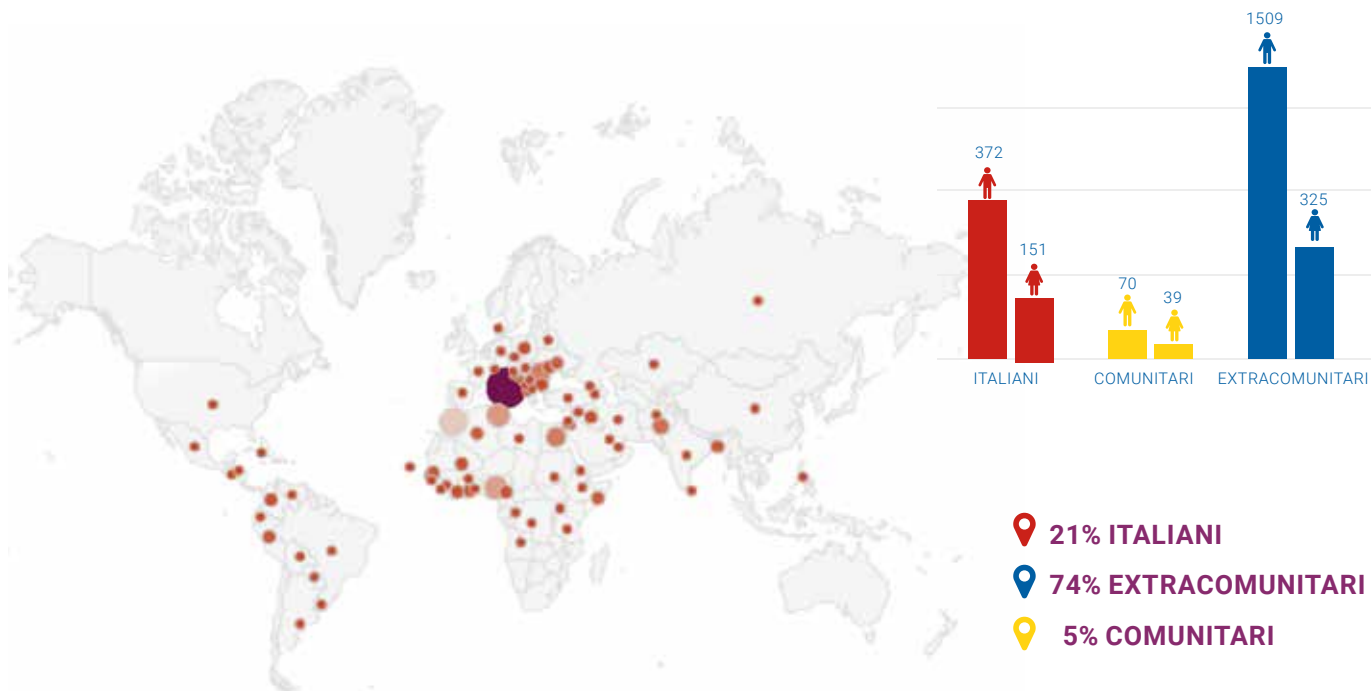 1509
372
325
151
70
39
ITALIANI COMUNITARI EXTRACOMUNITARI
21% ITALIANI
74% EXTRACOMUNITARI
5% COMUNITARI